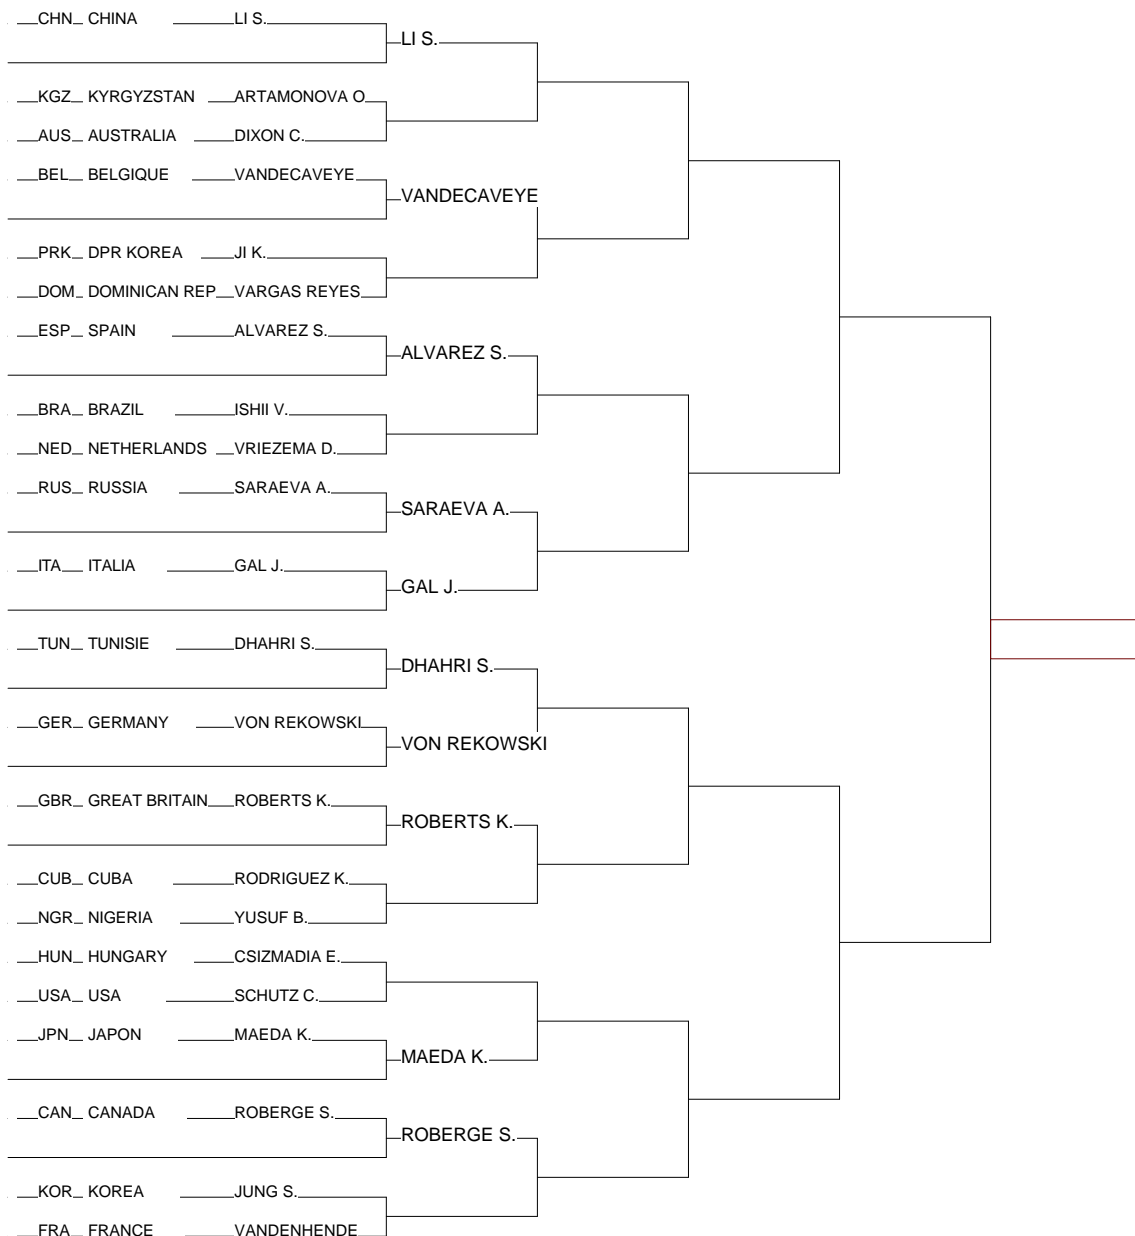 CHN CHINA LI S.
LI S.
KGZ KYRGYZSTAN ARTAMONOVA O
AUS AUSTRALIA DIXON C.
BEL BELGIQUE VANDECAVEYE
VANDECAVEYE
PRK DPR KOREA JI K.
DOM DOMINICAN REP VARGAS REYES
ESP SPAIN ALVAREZ S.
ALVAREZ S.
BRA BRAZIL ISHII V.
NED NETHERLANDS VRIEZEMA D.
RUS RUSSIA SARAEVA A.
SARAEVA A.
ITA ITALIA GAL J.
GAL J.
TUN TUNISIE DHAHRI S.
DHAHRI S.
GER GERMANY VON REKOWSKI
VON REKOWSKI
GBR GREAT BRITAIN ROBERTS K.
ROBERTS K.
CUB CUBA RODRIGUEZ K.
NGR NIGERIA YUSUF B.
HUN HUNGARY CSIZMADIA E.
USA USA SCHUTZ C.
JPN JAPON MAEDA K.
MAEDA K.
CAN CANADA ROBERGE S.
ROBERGE S.
KOR KOREA JUNG S.
FRA FRANCE VANDENHENDE